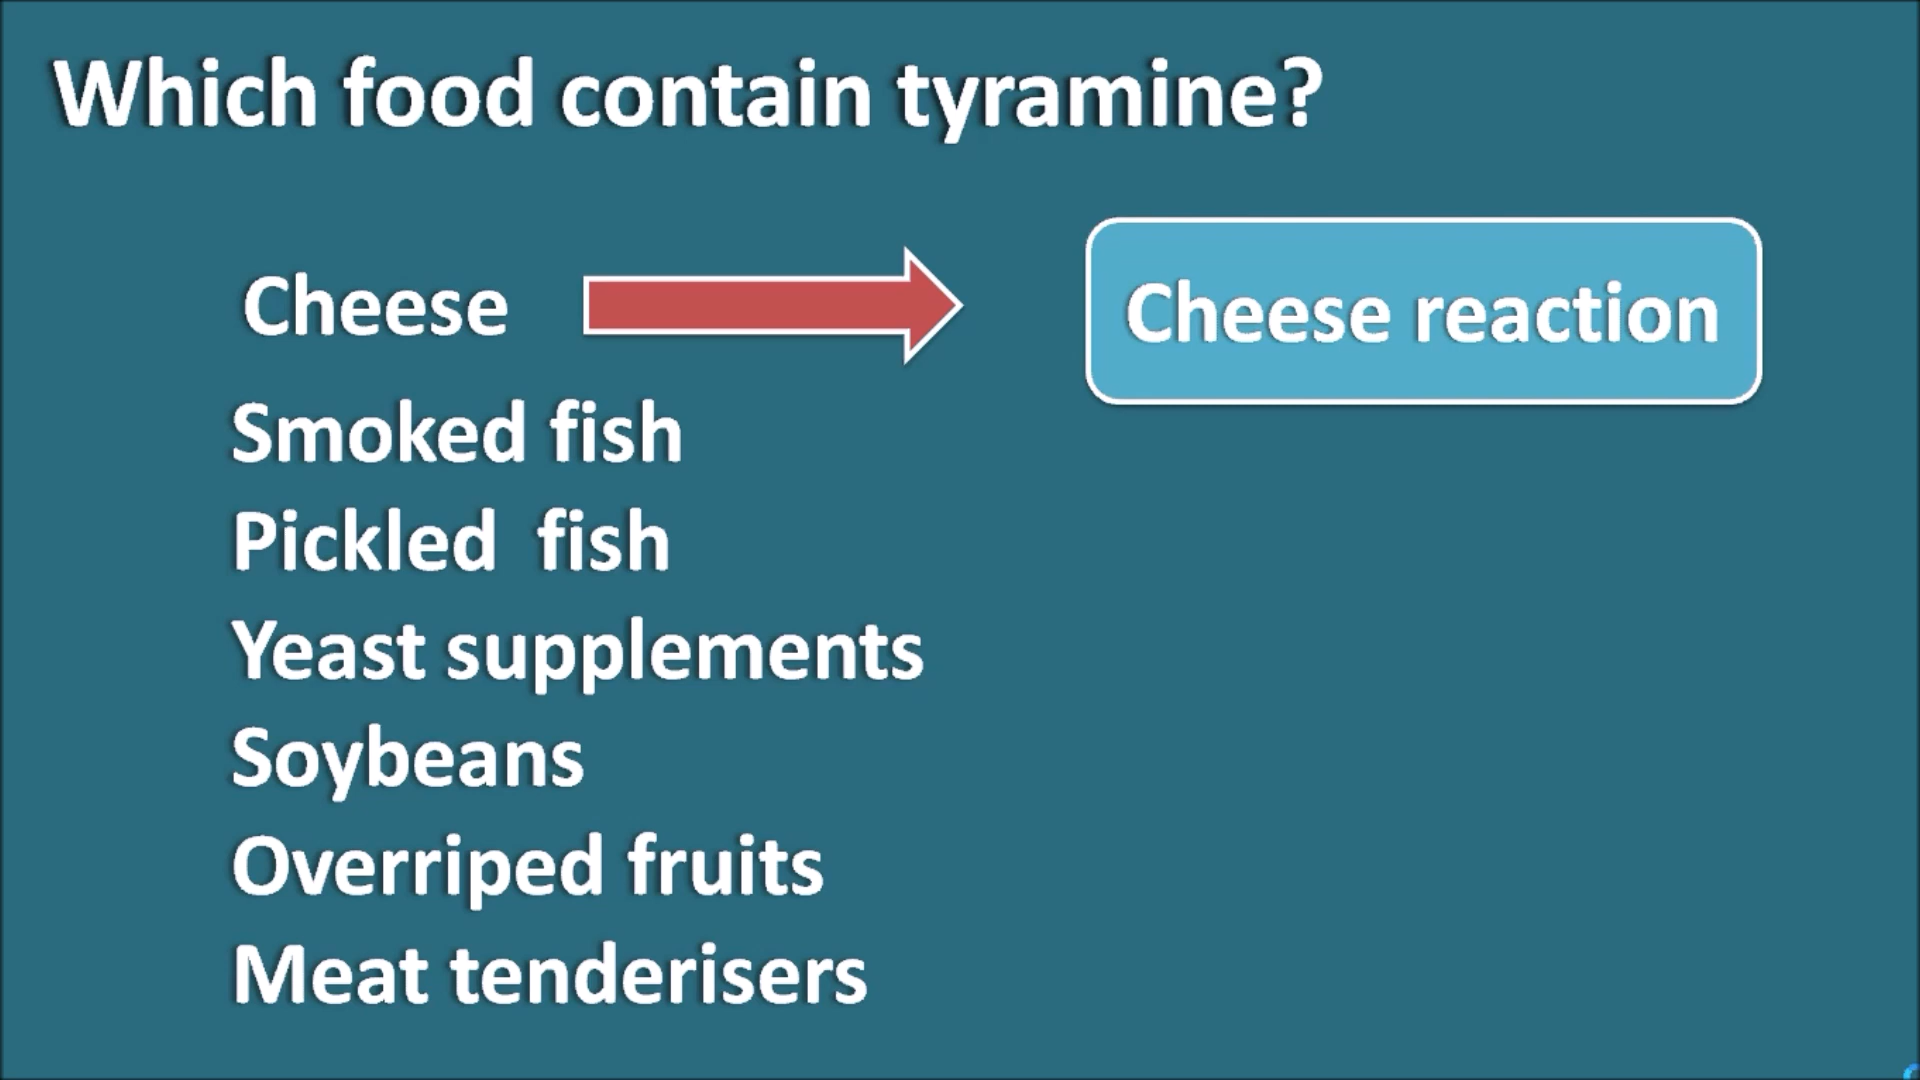 Which food contain tyramine?
Cheese
Cheese reaction
Smoked fish
Pickled fish
Yeast supplements
Soybeans
Overriped fruits
Meat tenderisers